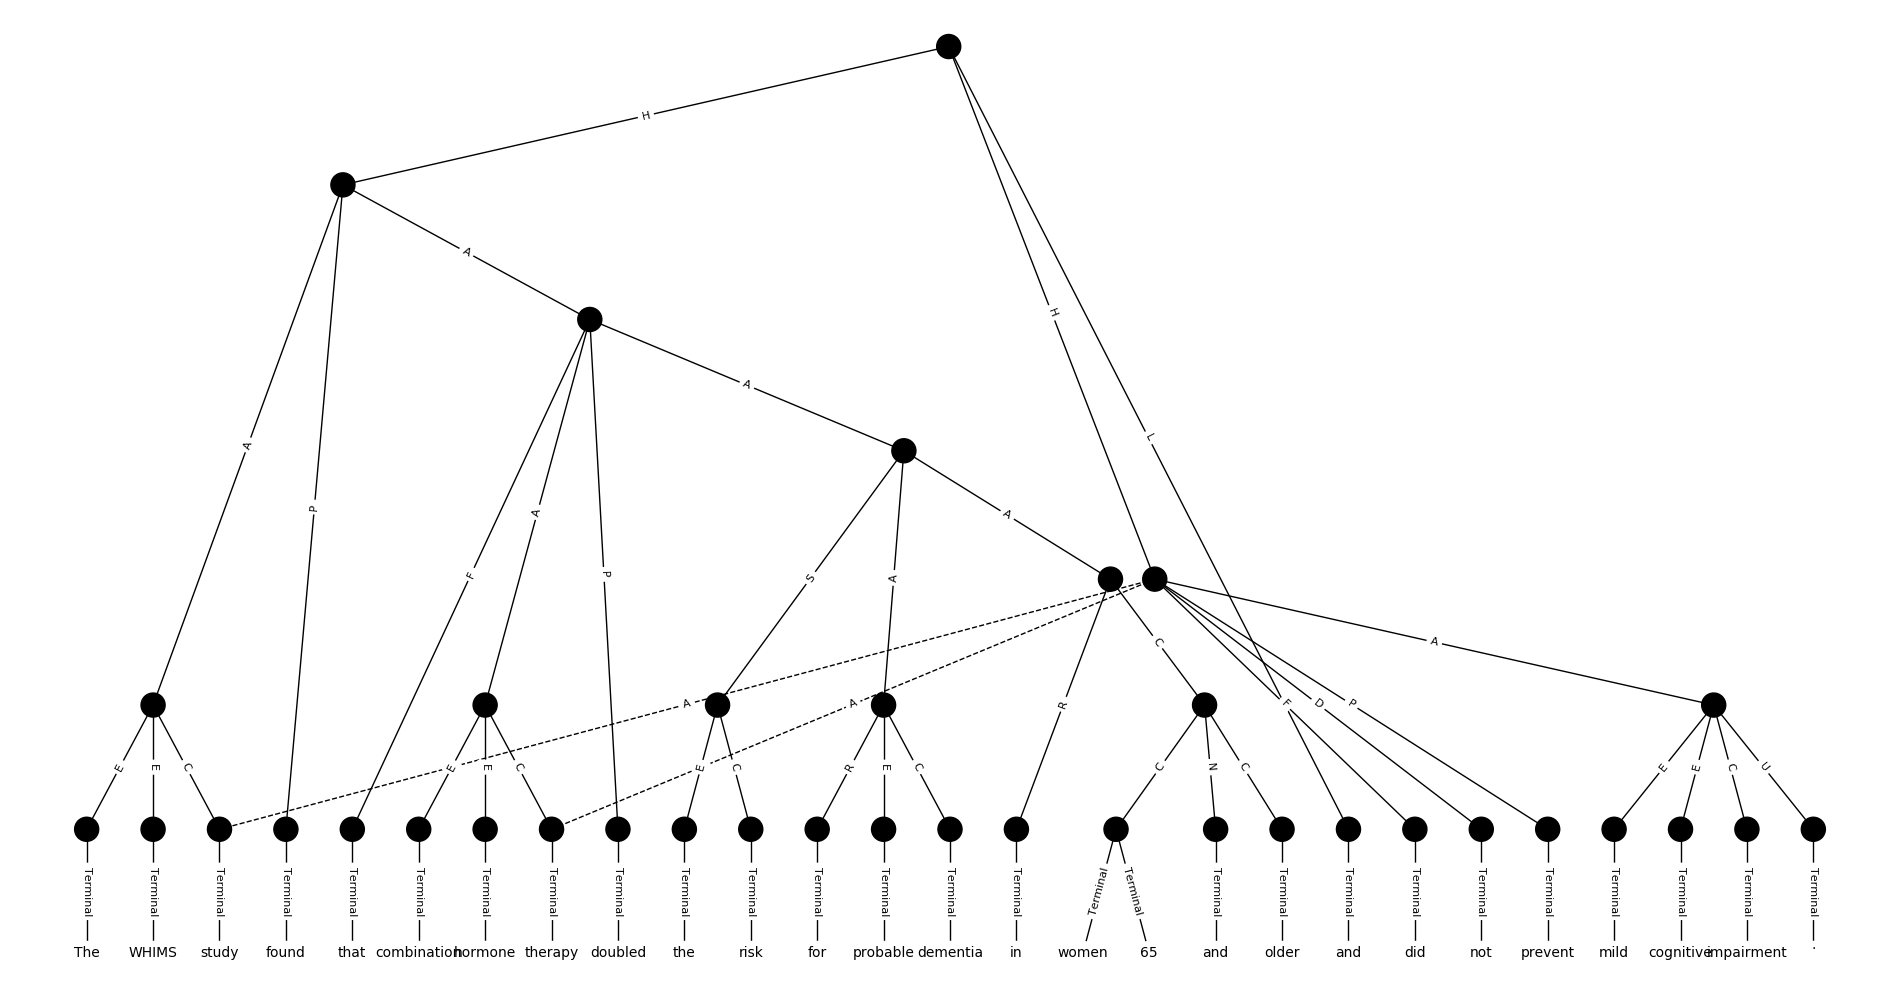 H
A
A
H
A
L
A
P
A
A
F
P
S
A
C
A
R
A
A
F
D
P
E
E
C
E
E
C
E
C
R
E
C
C
N
C
E
E
C
U
Terminal Terminal Terminal Terminal Terminal Terminal Terminal Terminal Terminal Terminal Terminal Terminal Terminal Terminal Terminal Terminal Terminal Terminal Terminal Terminal Terminal Terminal Terminal Terminal Terminal Terminal Terminal
The WHIMS study found that combination hormone therapy doubled the risk for probable dementia in women 65 and older and did not prevent mild cognitive impairment .